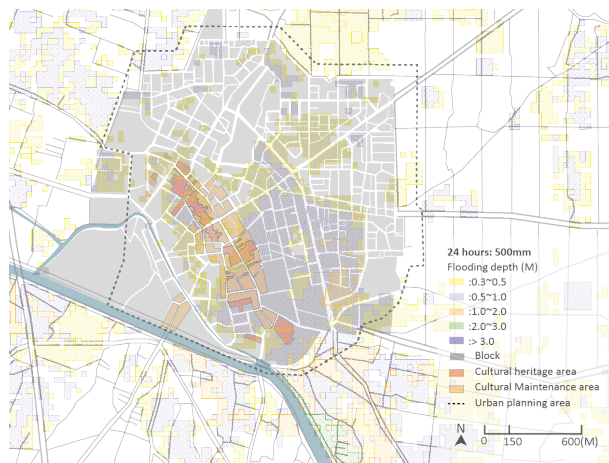 24 hours: 500mm
Flooding depth (M)
:0.3~0.5
:0.5~1.0
:1.0~2.0
:2.0~3.0
:> 3.0
Block
Cultural heritage area
Cultural Maintenance area
Urban planning area
N 0 150 600(M)